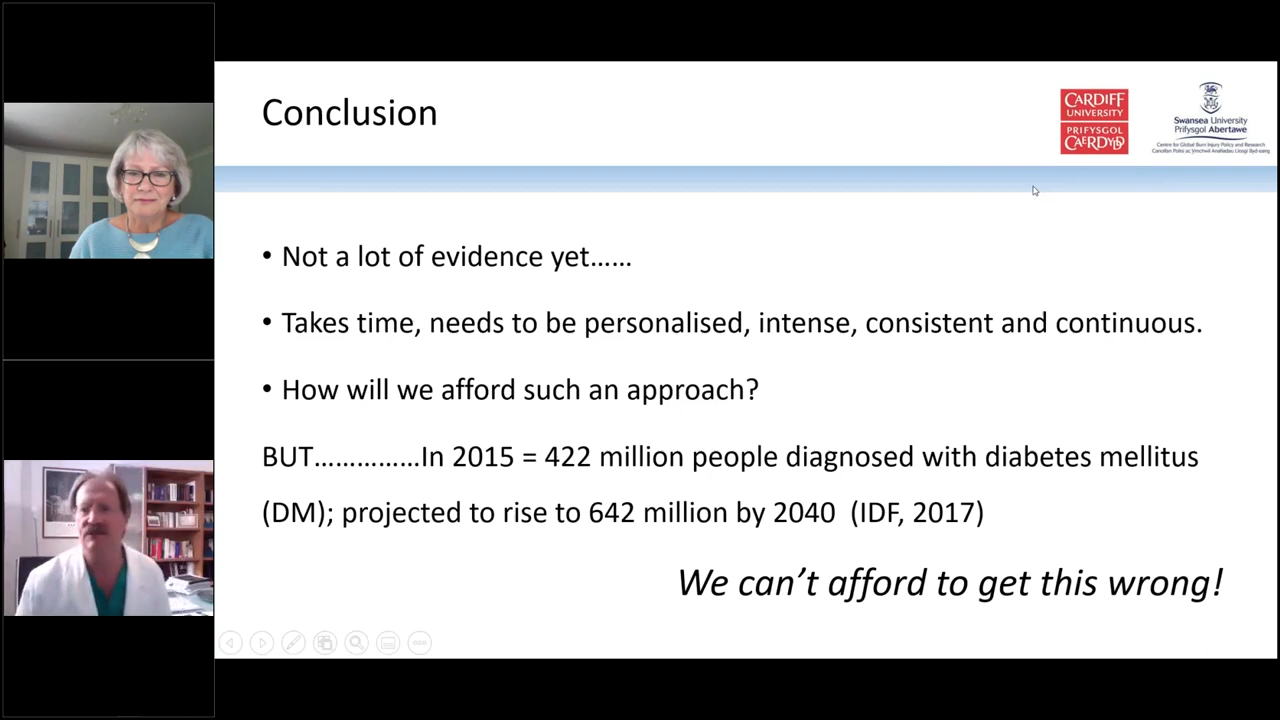 Conclusion
CARDIFF
UNIVERSITY
PRIFYSGOL
CAERDYDD
Swansea University
Prifysgol Abertawe
Centre for Global Burn Injury Policy and Research
• Not a lot of evidence yet……
• Takes time, needs to be personalised, intense, consistent and continuous.
• How will we afford such an approach?
BUT……………In 2015 = 422 million people diagnosed with diabetes mellitus
(DM); projected to rise to 642 million by 2040 (IDF, 2017)
We can’t afford to get this wrong!